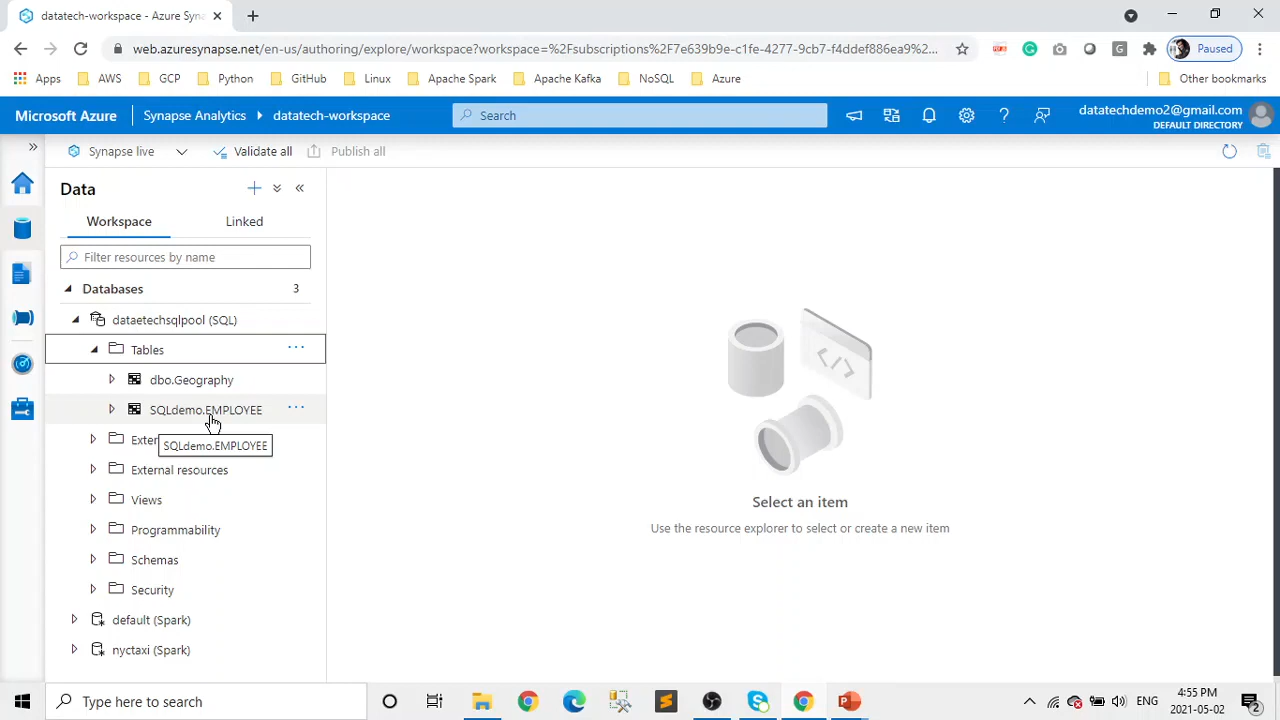 datatech-workspace - Azure Syna
web.azuresynapse.net/en-us/authoring/explore/workspace?workspace=%2Fsubscriptions%2F7e639b9e-c1fe-4277-9cb7-f4ddef886ea9%2...
Paused
Apps AWS GCP Python GitHub Linux Apache Spark Apache Kafka NoSQL Azure Other bookmarks
Microsoft Azure Synapse Analytics datatech-workspace Search datatechdemo2@gmail.com
DEFAULT DIRECTORY
Synapse live Validate all Publish all
Data
Workspace Linked
Filter resources by name
Databases 3
dataetechsqlpool (SQL)
Tables
dbo.Geography
SQLdemo.EMPLOYEE
Exter
SQLdemo.EMPLOYEE
External resources
Views
Programmability
Schemas
Security
default (Spark)
nyctaxi (Spark)
Select an item
Use the resource explorer to select or create a new item
Type here to search
ENG
4:55 PM
2021-05-02
2